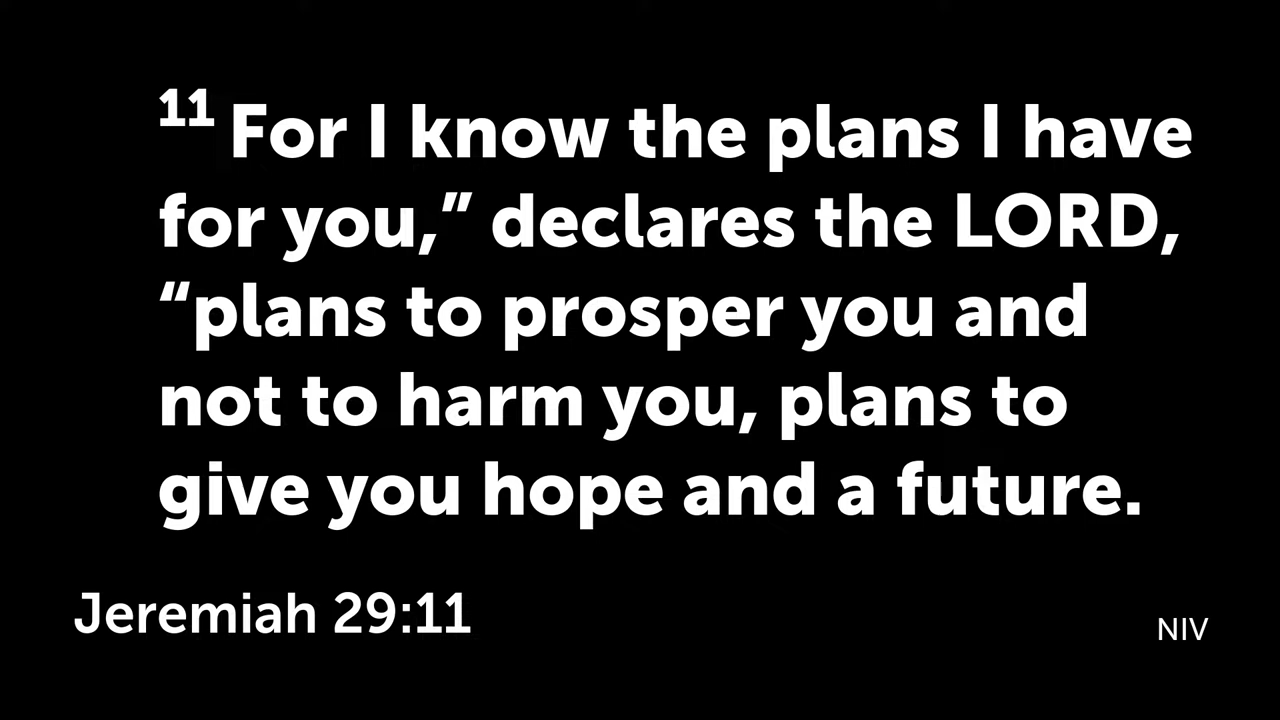 11 For I know the plans I have
for you,” declares the LORD,
“plans to prosper you and
not to harm you, plans to
give you hope and a future.
Jeremiah 29:11
NIV